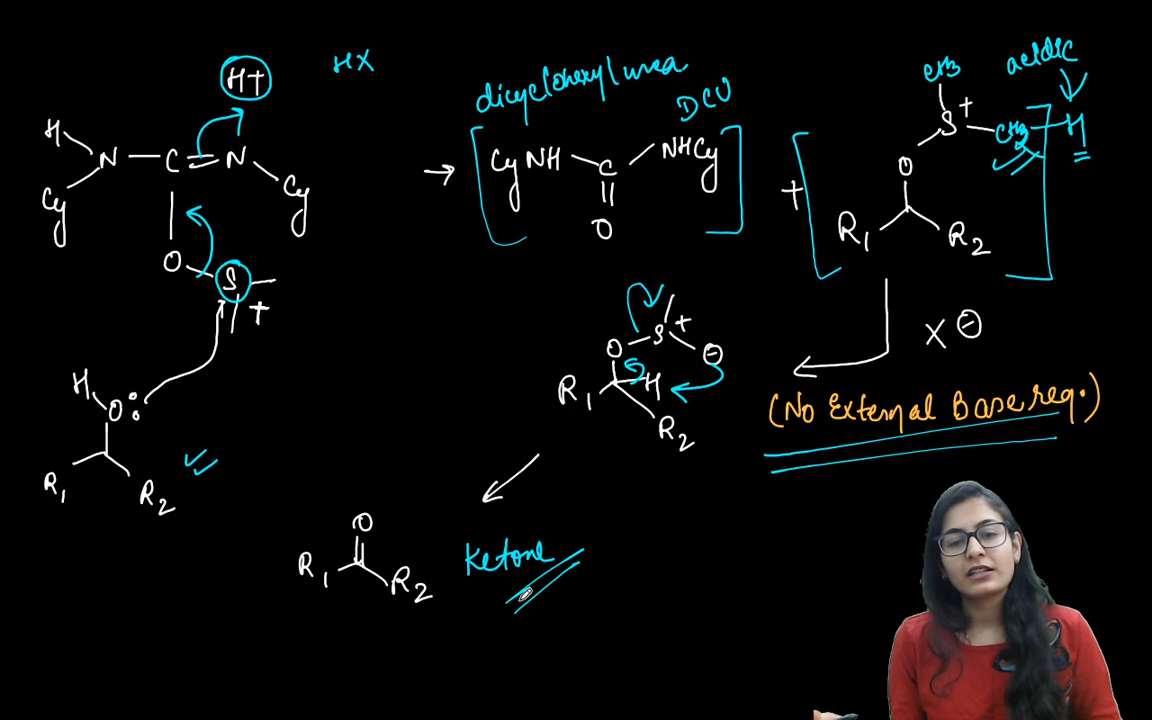 H+
HX
dicyclohexylurea
DCU
H
N – C = N
Cy
Cy
O – S
+
→
[CyNH – C – NHCy]
O
+
CH3
acidic
S+ – CH2 – H
O
R1
R2
X ⊖
(No External Base req.)
O – S +
⊖
R1
H
R2
H
O:
R1
R2
O
R1
R2
Ketone